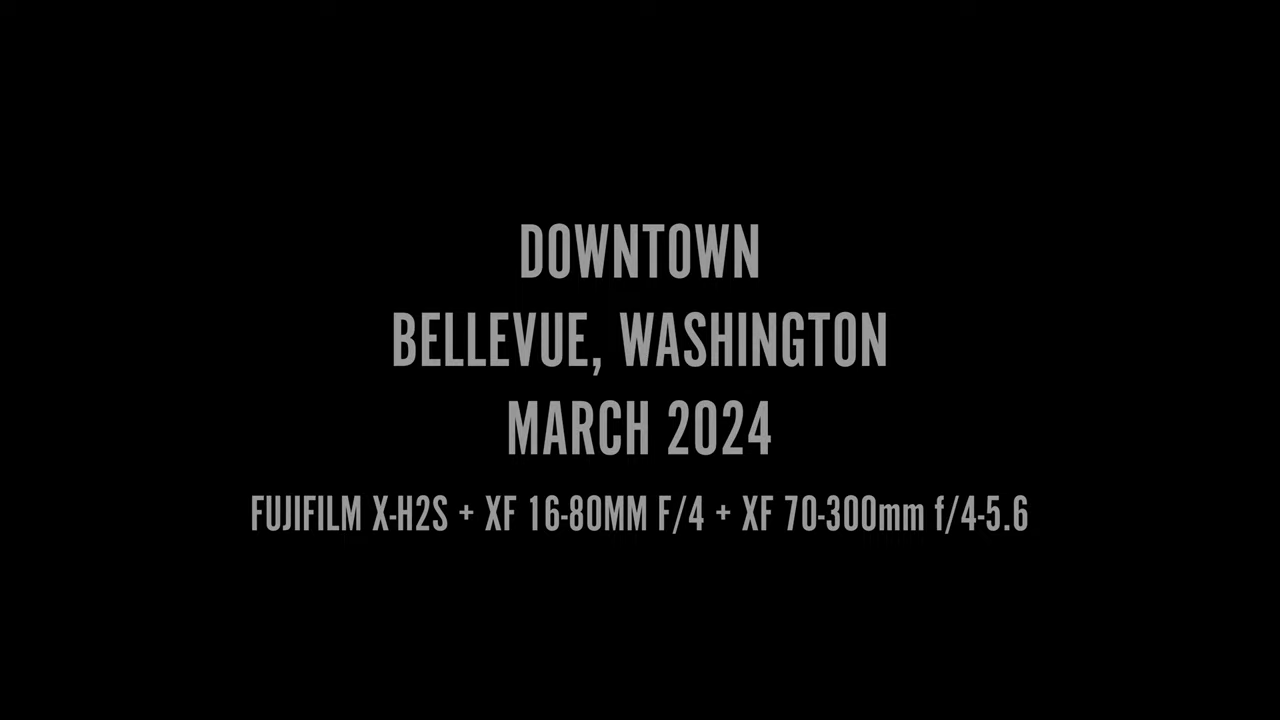 DOWNTOWN
BELLEVUE, WASHINGTON
MARCH 2024
FUJIFILM X-H2S + XF 16-80MM F/4 + XF 70-300mm f/4-5.6